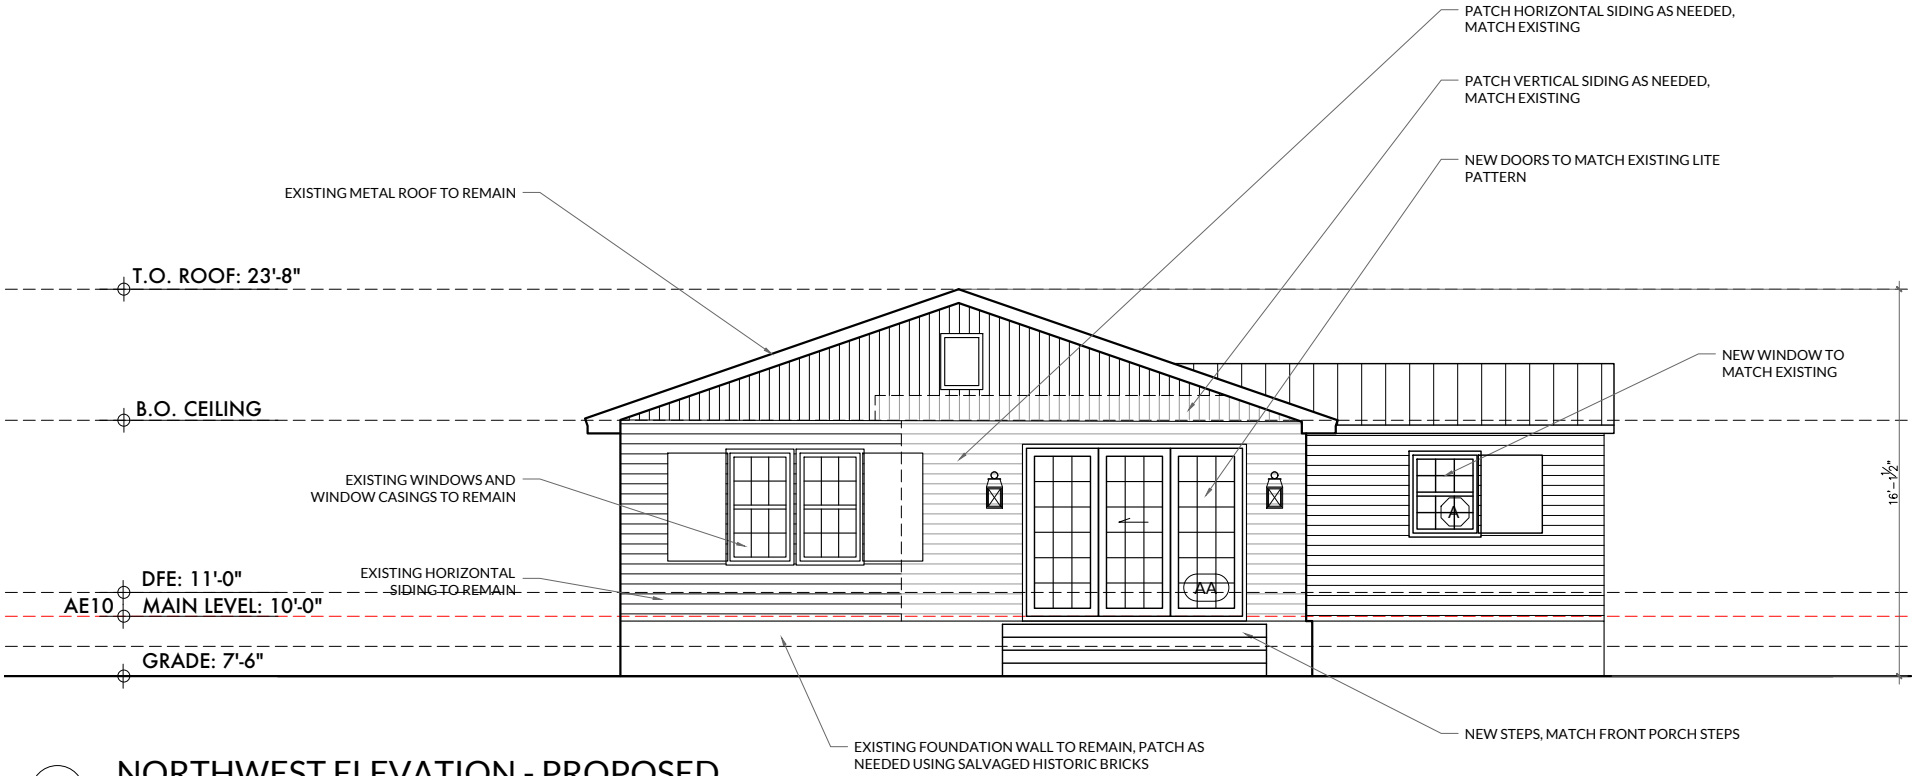 PATCH HORIZONTAL SIDING AS NEEDED,
MATCH EXISTING
PATCH VERTICAL SIDING AS NEEDED,
MATCH EXISTING
NEW DOORS TO MATCH EXISTING LITE
PATTERN
EXISTING METAL ROOF TO REMAIN
T.O. ROOF: 23'-8"
NEW WINDOW TO
MATCH EXISTING
B.O. CEILING
EXISTING WINDOWS AND
WINDOW CASINGS TO REMAIN
16'-½"
A
DFE: 11'-0"
EXISTING HORIZONTAL
SIDING TO REMAIN
AA
AE10
MAIN LEVEL: 10'-0"
GRADE: 7'-6"
NEW STEPS, MATCH FRONT PORCH STEPS
EXISTING FOUNDATION WALL TO REMAIN, PATCH AS
NEEDED USING SALVAGED HISTORIC BRICKS
NORTHWEST ELEVATION - PROPOSED